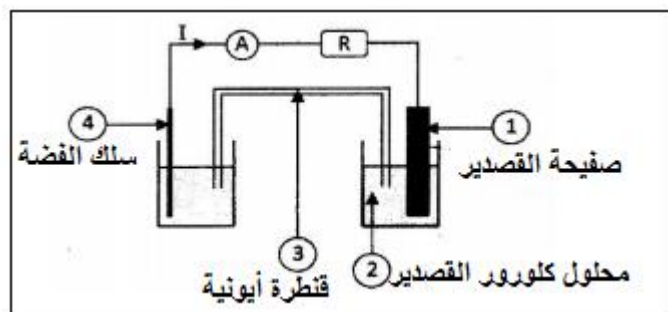 I
A
R
4
سلك الفضة
1
صفيحة القصدير
3
قنطرة أيونية
2
محلول كلورور القصدير